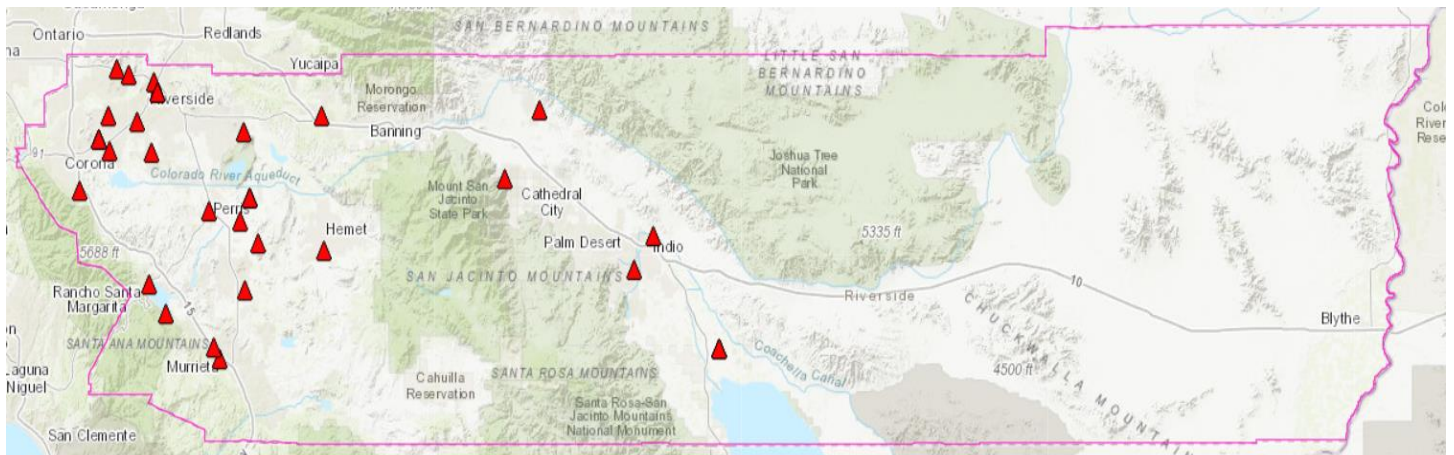 Ontario
Redlands
SAN BERNARDINO MOUNTAINS
Yucaipa
LITTLE SAN
BERNARDINO
MOUNTAINS
Morongo
Reservation
Riverside
Banning
91
Corona
Colorado River Aqueduct
Joshua Tree
National
Park
Mount San
Jacinto
State Park
Cathedral
City
Perris
Hemet
5688 ft
Palm Desert
Indio
5335 ft
SAN JACINTO MOUNTAINS
10
Rancho Santa
Margarita
15
Riverside
Blythe
CHUCKWALLA MOUNTAINS
SANTA ANA MOUNTAINS
Murrieta
Coachella Canal
4500 ft
Laguna
Niguel
Cahuilla
Reservation
SANTA ROSA MOUNTAINS
Santa Rosa-San
Jacinto Mountains
National Monument
San Clemente